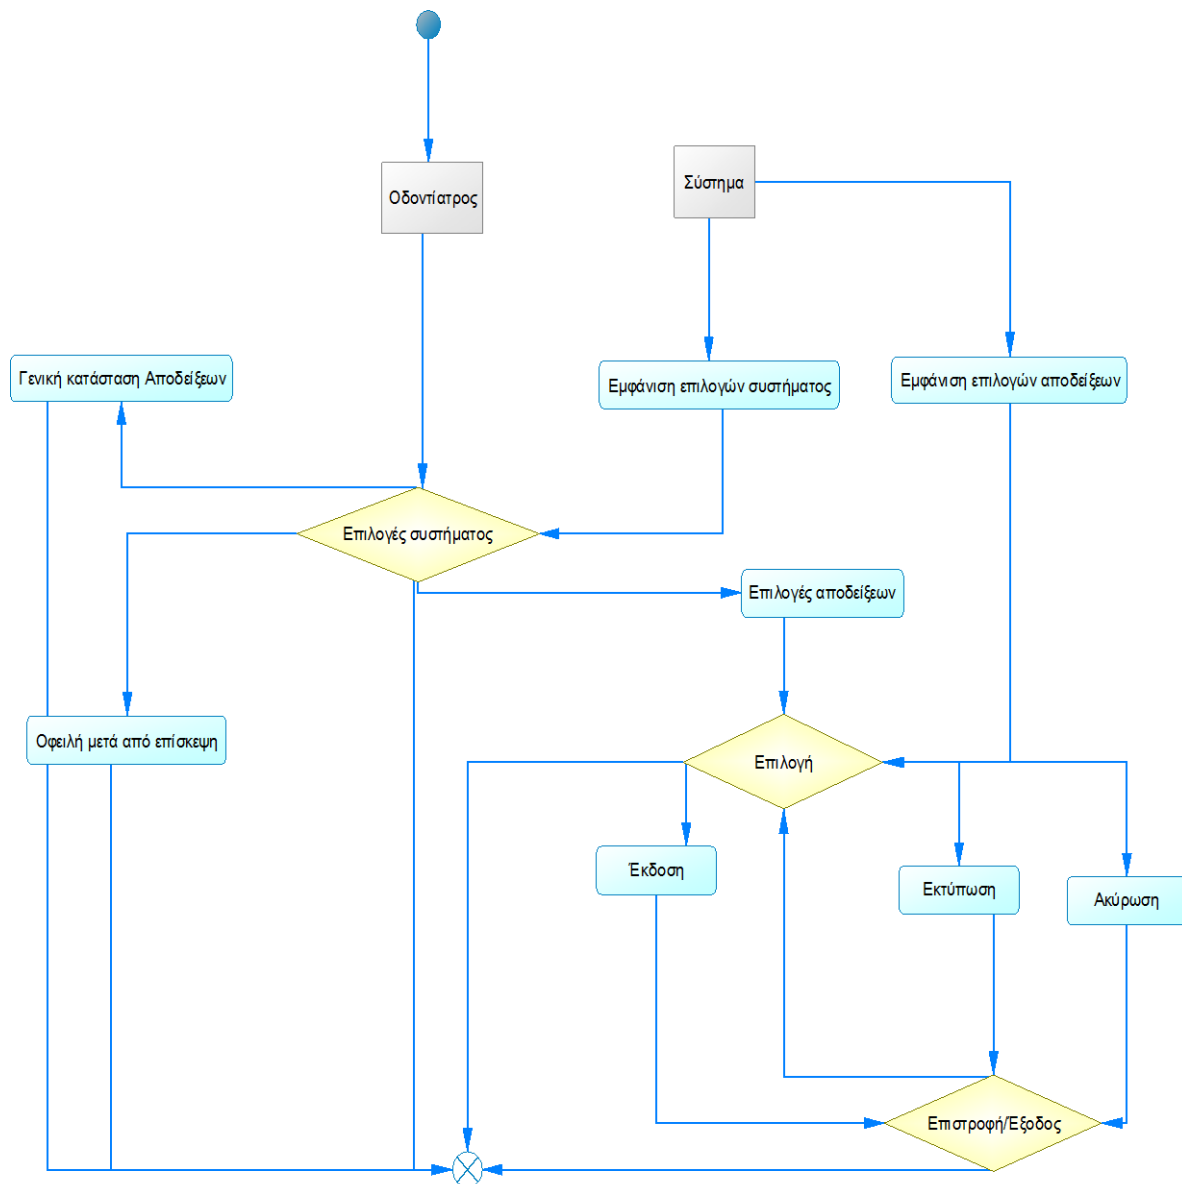 Οδοντίατρος
Σύστημα
Γενική κατάσταση Αποδείξεων
Εμφάνιση επιλογών συστήματος
Εμφάνιση επιλογών αποδείξεων
Επιλογές συστήματος
Επιλογές αποδείξεων
Οφειλή μετά από επίσκεψη
Επιλογή
Έκδοση
Εκτύπωση
Ακύρωση
Επιστροφή/Έξοδος